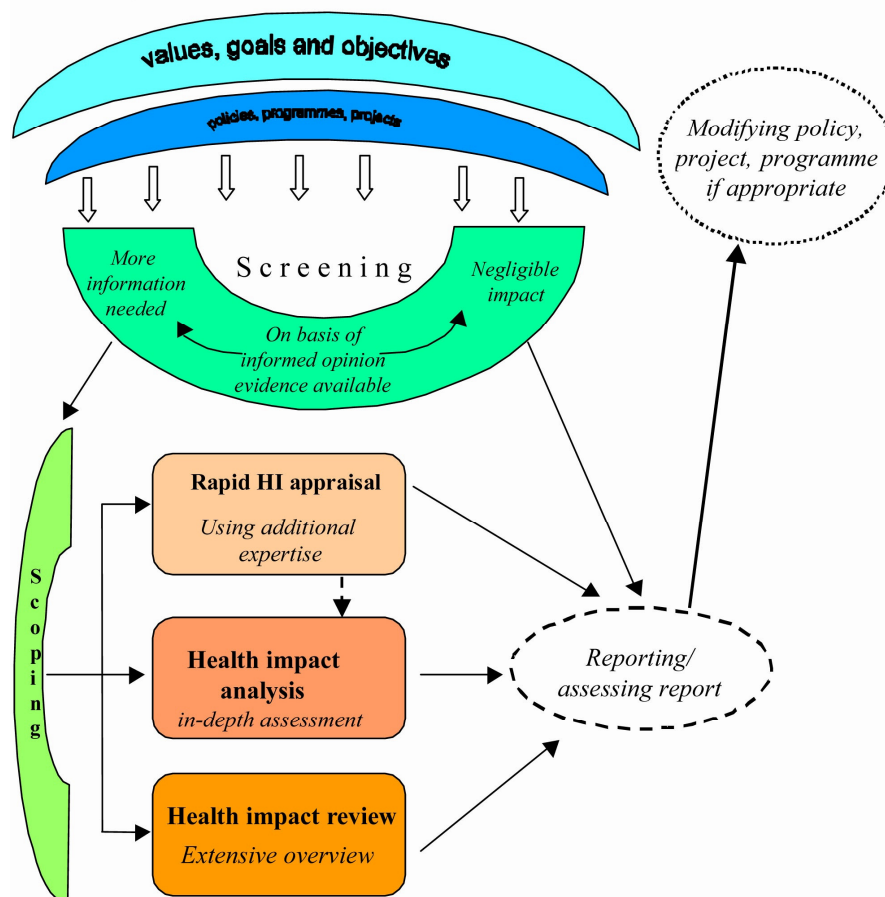 values, goals and objectives
policies, programmes, projects
Modifying policy,
project, programme
if appropriate
Screening
More
information
needed
Negligible
impact
On basis of
informed opinion
evidence available
Scoping
Rapid HI appraisal
Using additional
expertise
Health impact
analysis
in-depth assessment
Health impact review
Extensive overview
Reporting/
assessing report